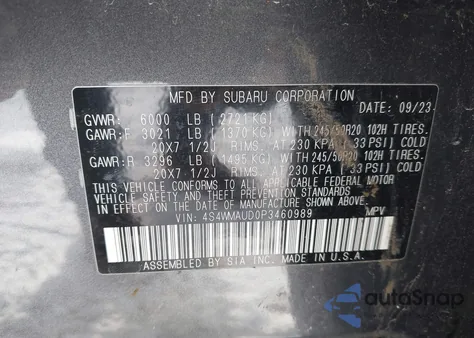 MFD BY SUBARU CORPORATION
DATE: 09/23
GVWR: 6000 LB (2721 KG)
GAWR:F 3021 LB (1370 KG) WITH 245/50R20 102H TIRES.
20X7 1/2J RIMS. AT 230 KPA 33 PSI COLD
GAWR:R 3296 LB (1495 KG) WITH 245/50R20 102H TIRES.
20X7 1/2J RIMS. AT 230 KPA 33 PSI COLD
THIS VEHICLE CONFORMS TO ALL APPLICABLE FEDERAL MOTOR
VEHICLE SAFETY STANDARDS IN EFFECT ON THE DATE OF
MANUFACTURE SHOWN ABOVE.
VIN: 4S4WMAUD0P3460989 MPV
ASSEMBLED BY SIA INC. MADE IN U.S.A.
autoSnap